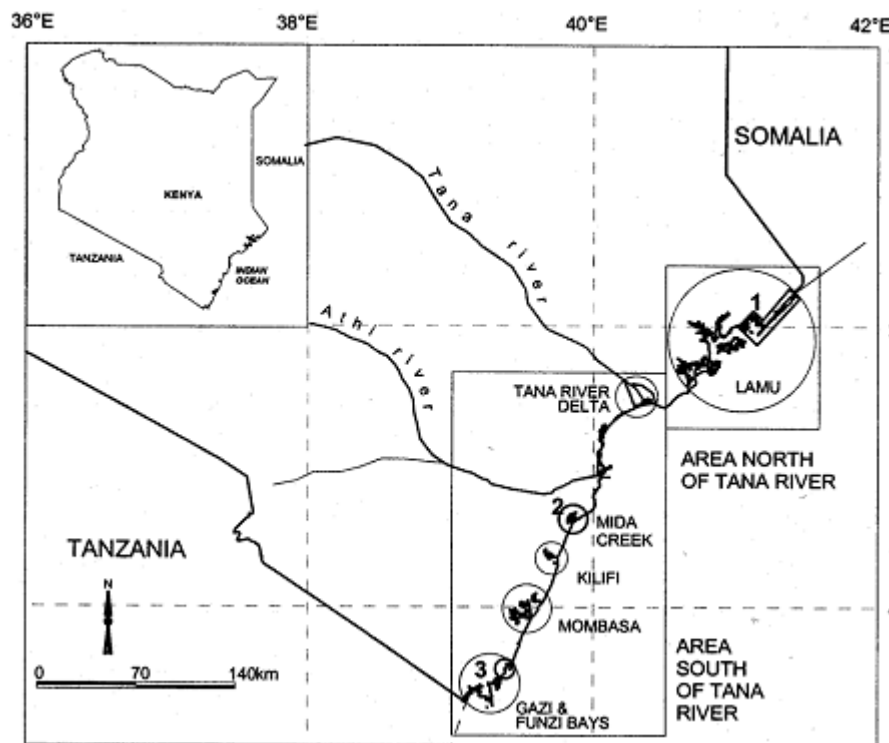 36°E
38°E
40°E
42°E
SOMALIA
KENYA
TANZANIA
INDIAN
OCEAN
SOMALIA
Tana river
Athi river
1
LAMU
TANA RIVER
DELTA
AREA NORTH
OF TANA RIVER
2
MIDA
CREEK
TANZANIA
KILIFI
N
MOMBASA
AREA
SOUTH
OF TANA
RIVER
0 70 140km
3
GAZI &
FUNZI BAYS